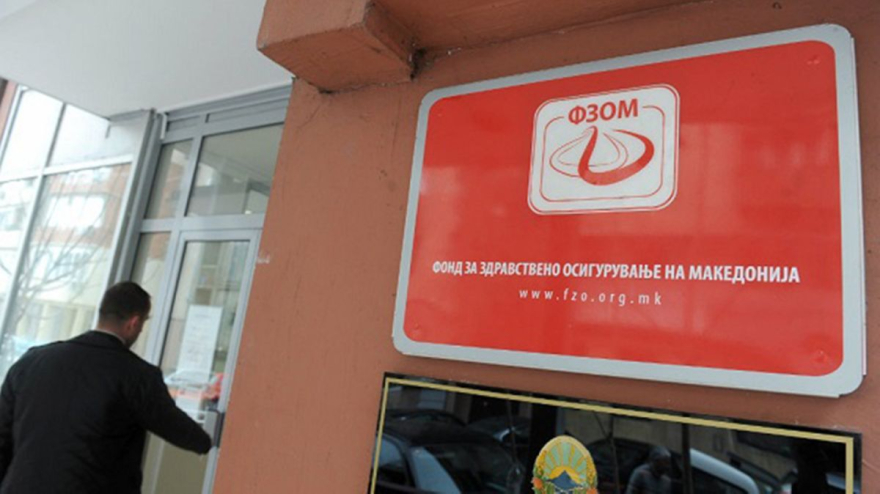 ФЗОМ
ФОНД ЗА ЗДРАВСТВЕНО ОСИГУРУВАЊЕ НА МАКЕДОНИЈА
www.fzo.org.mk